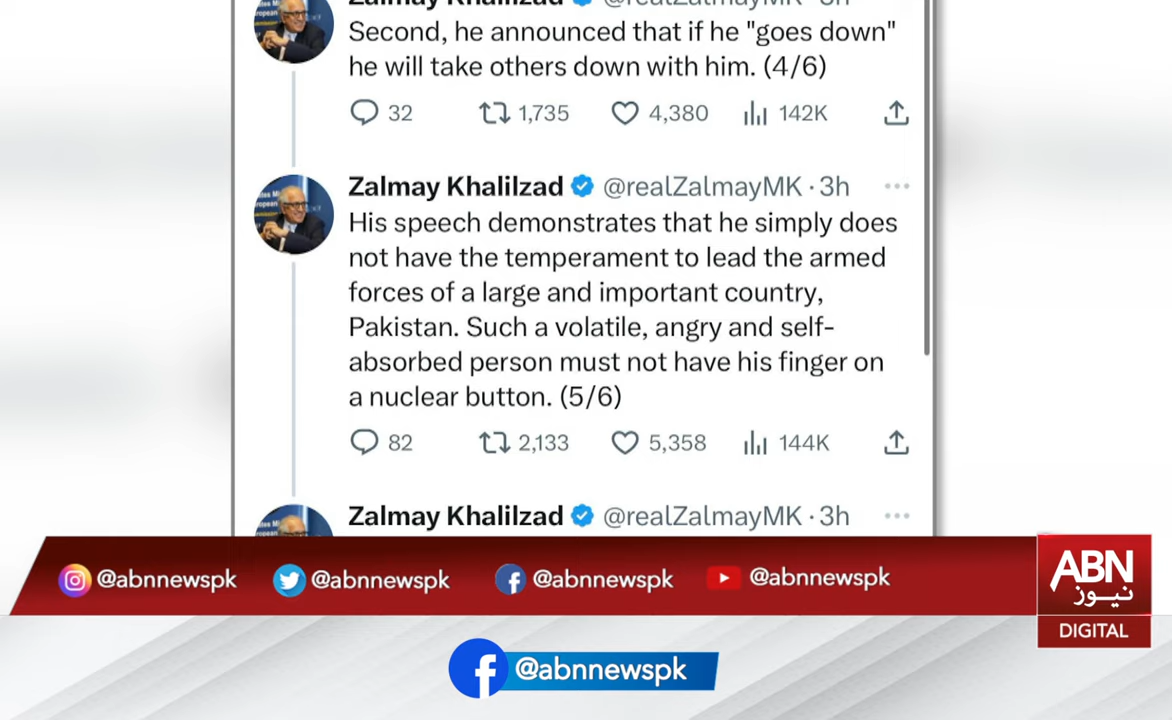 Zalmay Khalilzad @realZalmayMK · 3h
Second, he announced that if he "goes down"
he will take others down with him. (4/6)
32 1,735 4,380 142K
Zalmay Khalilzad @realZalmayMK · 3h
His speech demonstrates that he simply does
not have the temperament to lead the armed
forces of a large and important country,
Pakistan. Such a volatile, angry and self-
absorbed person must not have his finger on
a nuclear button. (5/6)
82 2,133 5,358 144K
Zalmay Khalilzad @realZalmayMK · 3h
@abnnewspk @abnnewspk @abnnewspk @abnnewspk
ABN
نیوز
DIGITAL
@abnnewspk